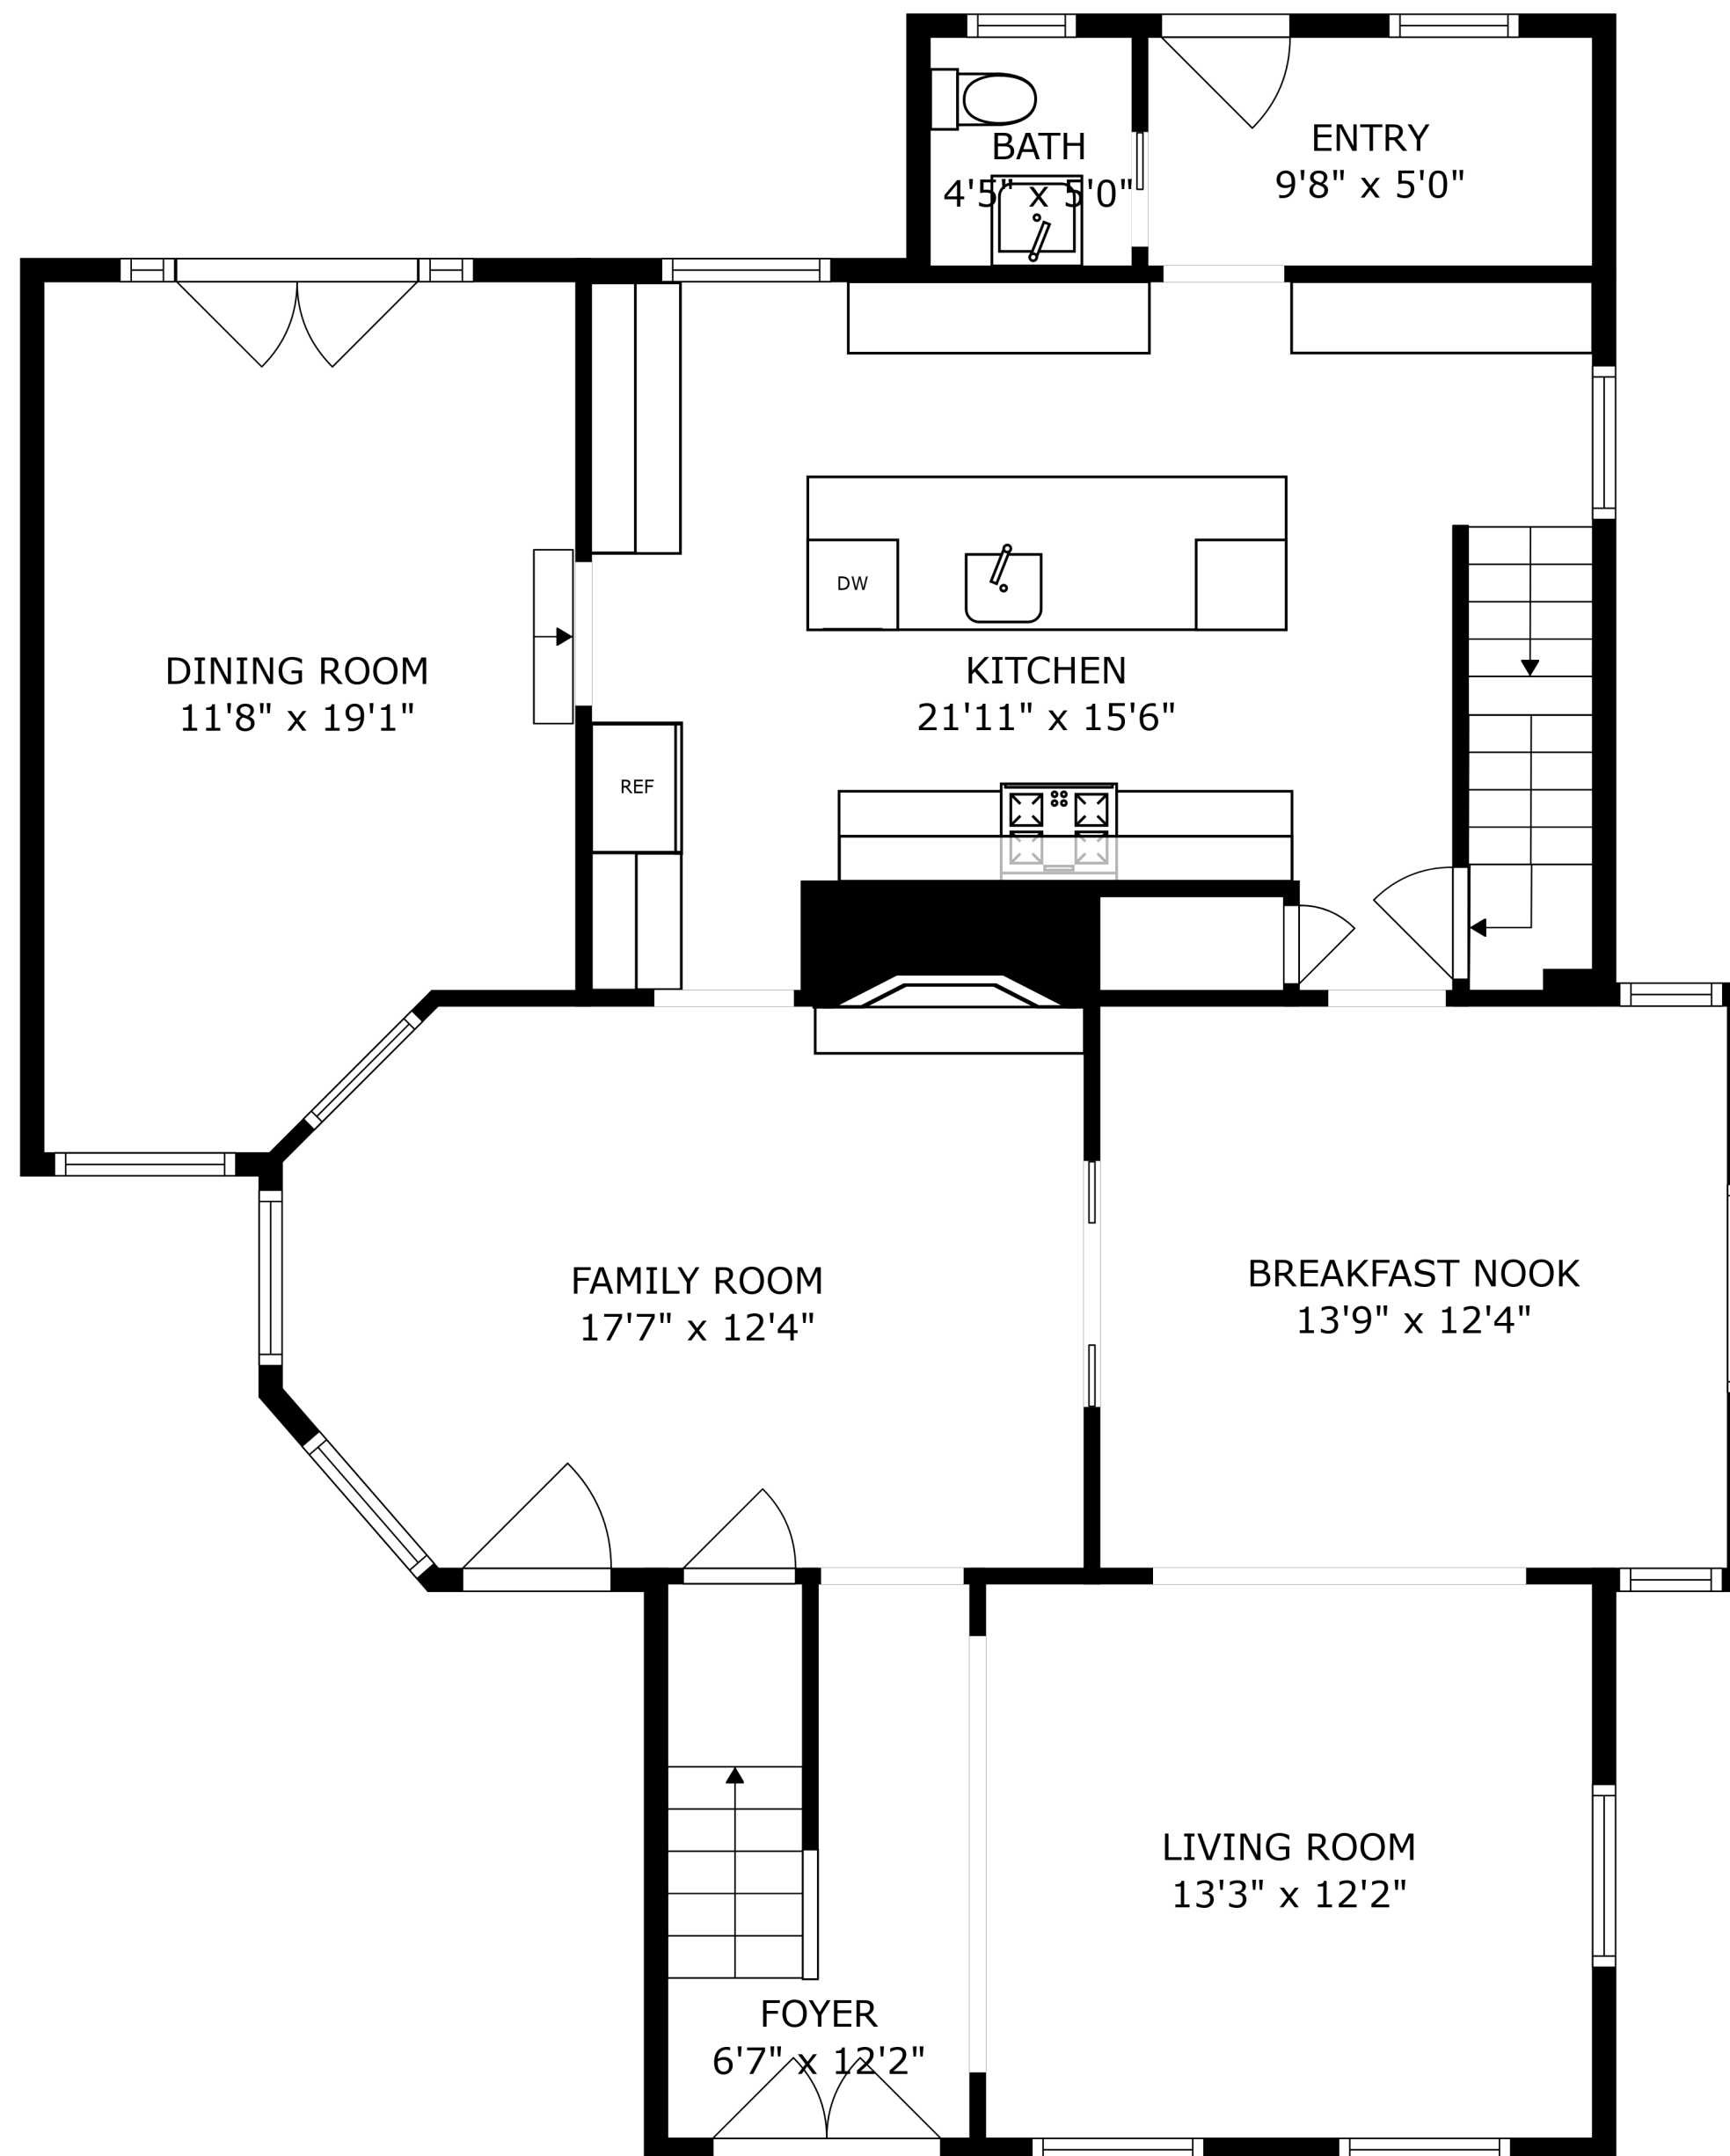 BATH
4'5" x 5'0"
ENTRY
9'8" x 5'0"
DW
DINING ROOM
11'8" x 19'1"
KITCHEN
21'11" x 15'6"
REF
FAMILY ROOM
17'7" x 12'4"
BREAKFAST NOOK
13'9" x 12'4"
LIVING ROOM
13'3" x 12'2"
FOYER
6'7" x 12'2"